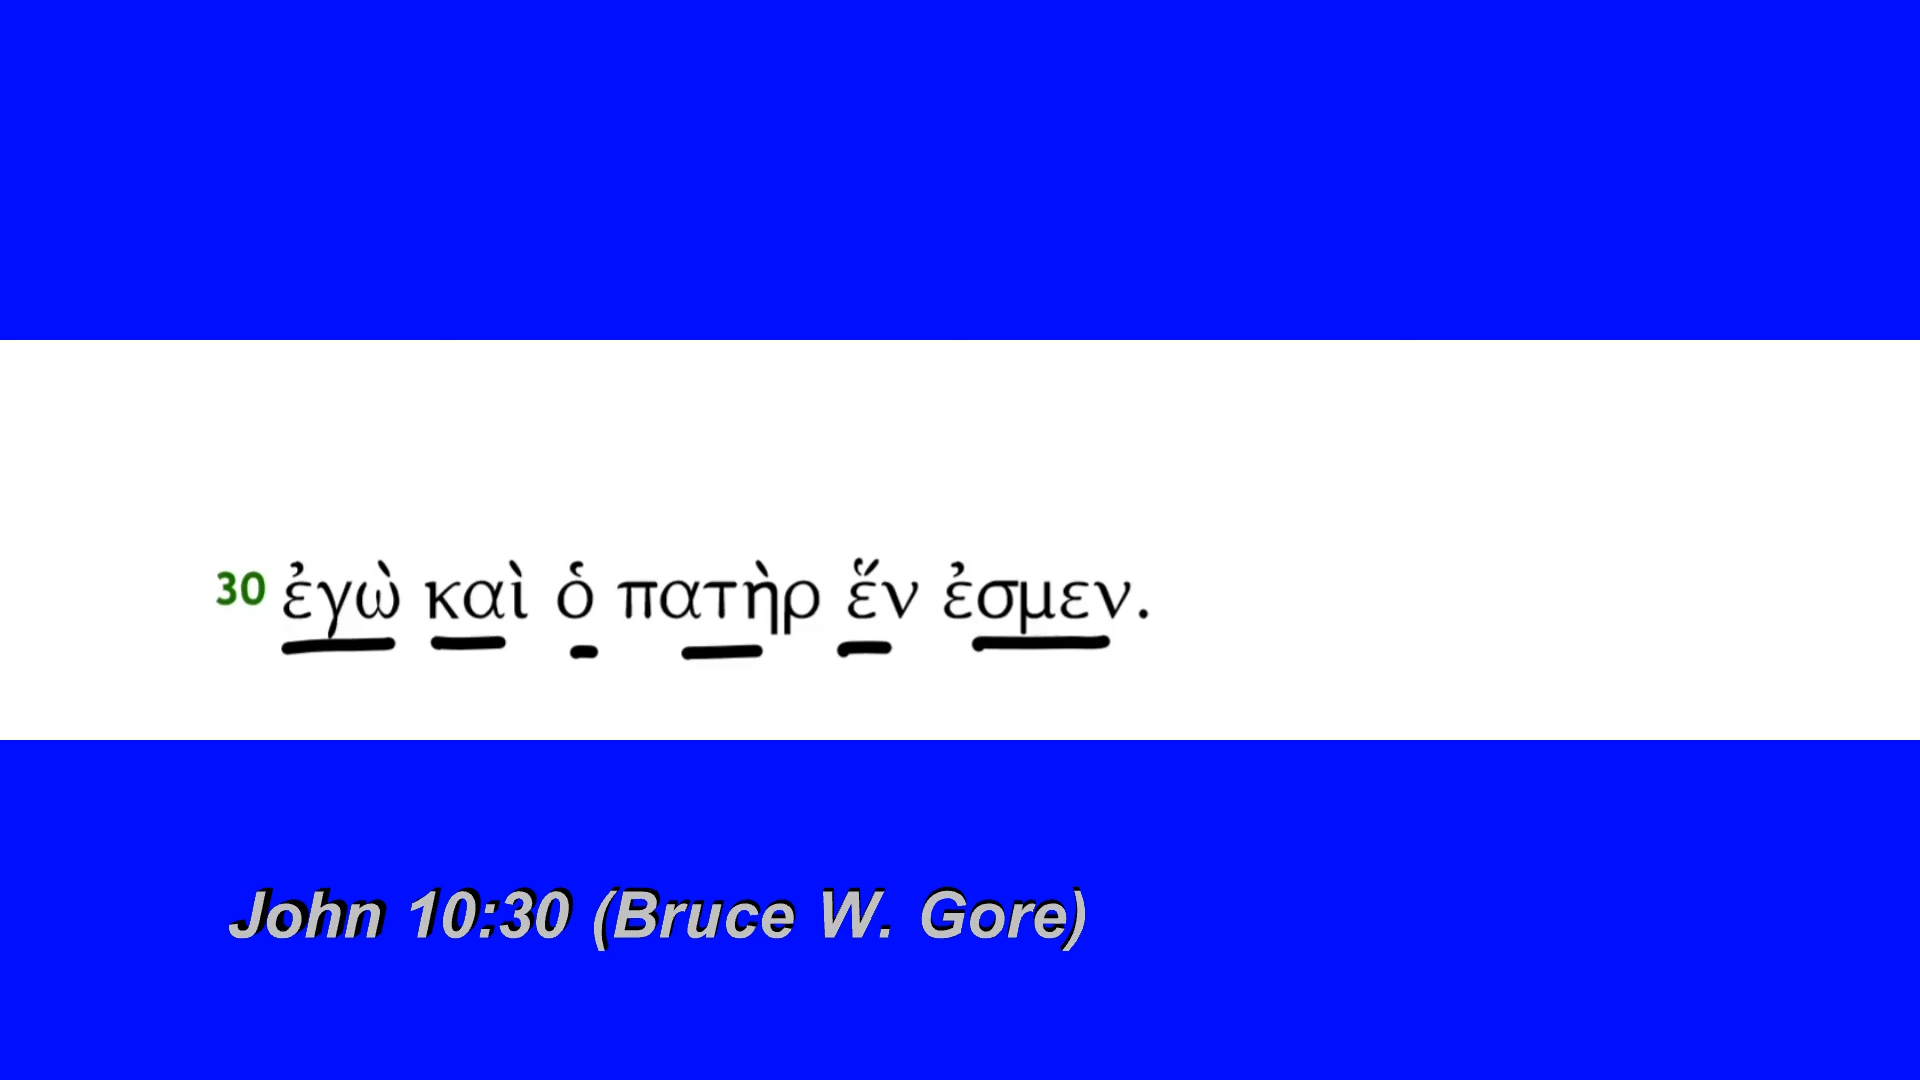 30 ἐγὼ καὶ ὁ πατὴρ ἕν ἐσμεν.
John 10:30 (Bruce W. Gore)